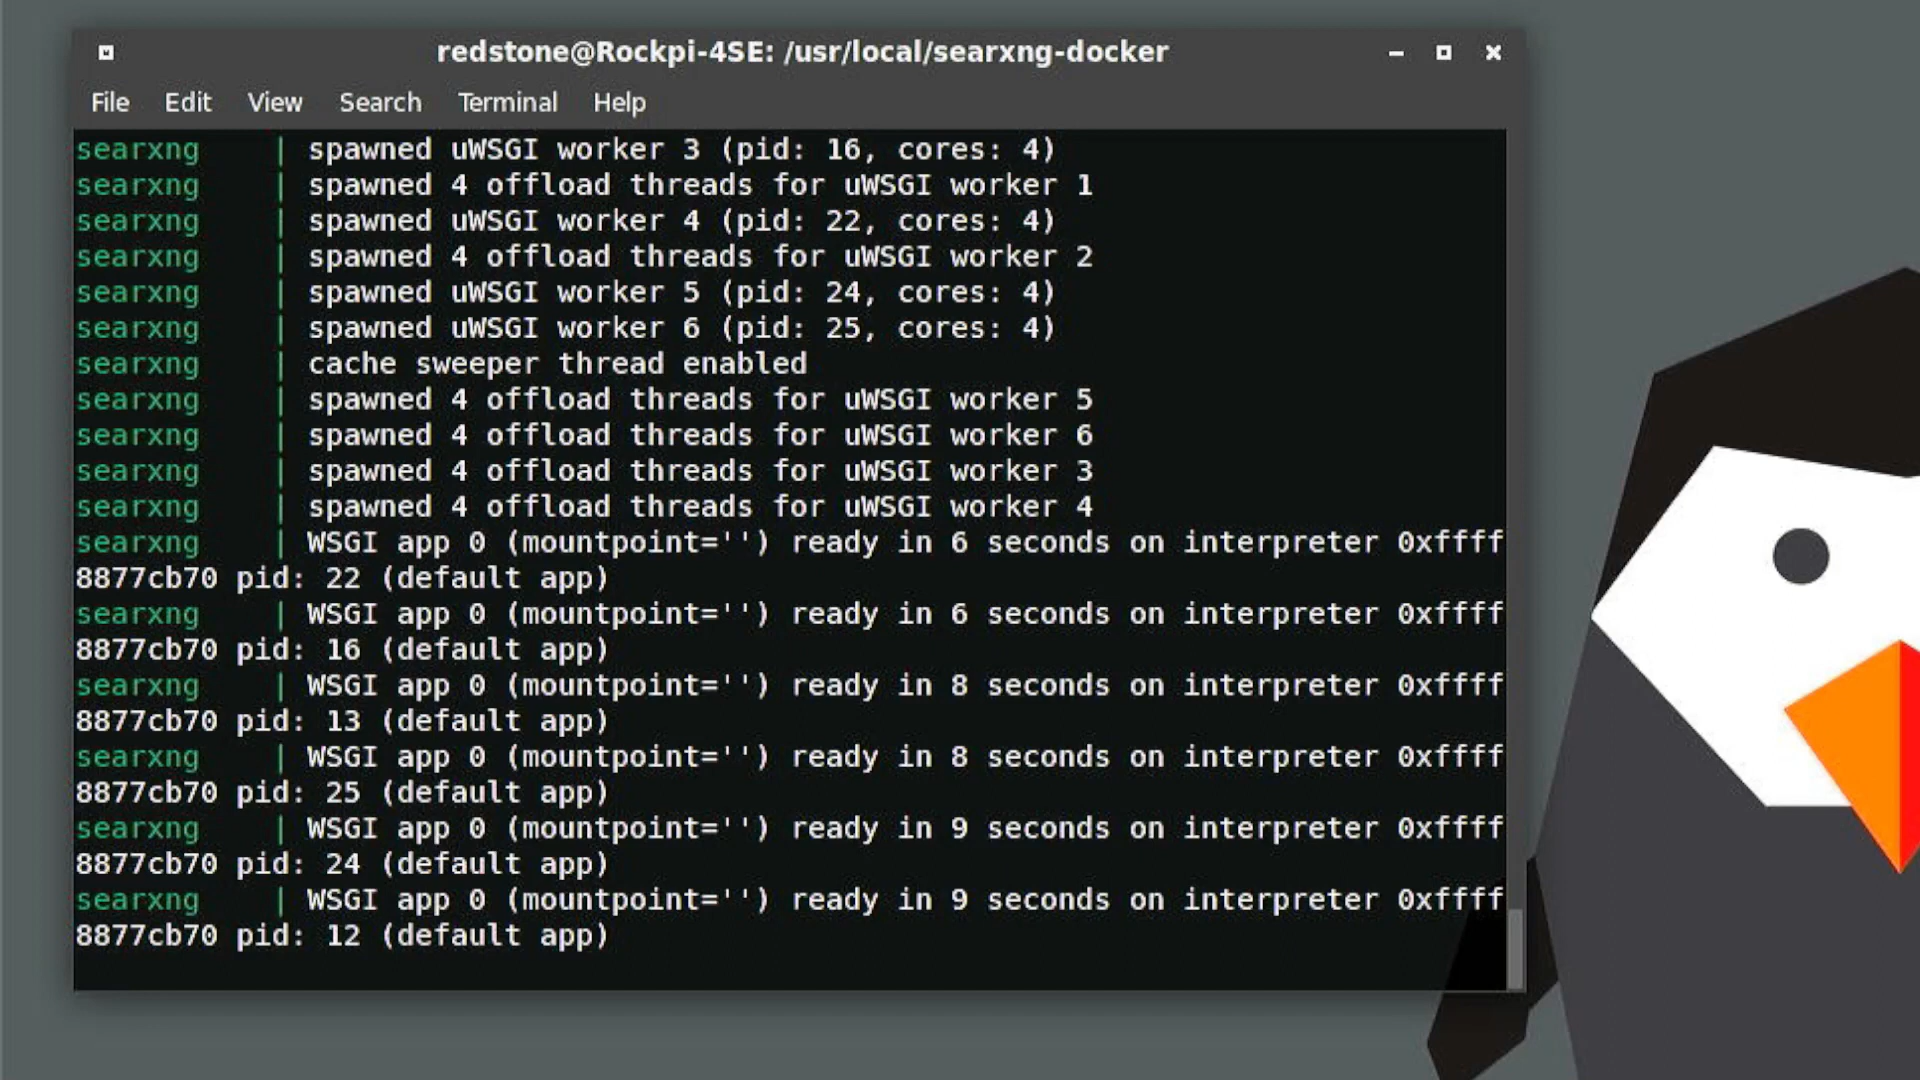 redstone@Rockpi-4SE: /usr/local/searxng-docker
File Edit View Search Terminal Help
searxng | spawned uWSGI worker 3 (pid: 16, cores: 4)
searxng | spawned 4 offload threads for uWSGI worker 1
searxng | spawned uWSGI worker 4 (pid: 22, cores: 4)
searxng | spawned 4 offload threads for uWSGI worker 2
searxng | spawned uWSGI worker 5 (pid: 24, cores: 4)
searxng | spawned uWSGI worker 6 (pid: 25, cores: 4)
searxng | cache sweeper thread enabled
searxng | spawned 4 offload threads for uWSGI worker 5
searxng | spawned 4 offload threads for uWSGI worker 6
searxng | spawned 4 offload threads for uWSGI worker 3
searxng | spawned 4 offload threads for uWSGI worker 4
searxng | WSGI app 0 (mountpoint='') ready in 6 seconds on interpreter 0xffff
8877cb70 pid: 22 (default app)
searxng | WSGI app 0 (mountpoint='') ready in 6 seconds on interpreter 0xffff
8877cb70 pid: 16 (default app)
searxng | WSGI app 0 (mountpoint='') ready in 8 seconds on interpreter 0xffff
8877cb70 pid: 13 (default app)
searxng | WSGI app 0 (mountpoint='') ready in 8 seconds on interpreter 0xffff
8877cb70 pid: 25 (default app)
searxng | WSGI app 0 (mountpoint='') ready in 9 seconds on interpreter 0xffff
8877cb70 pid: 24 (default app)
searxng | WSGI app 0 (mountpoint='') ready in 9 seconds on interpreter 0xffff
8877cb70 pid: 12 (default app)